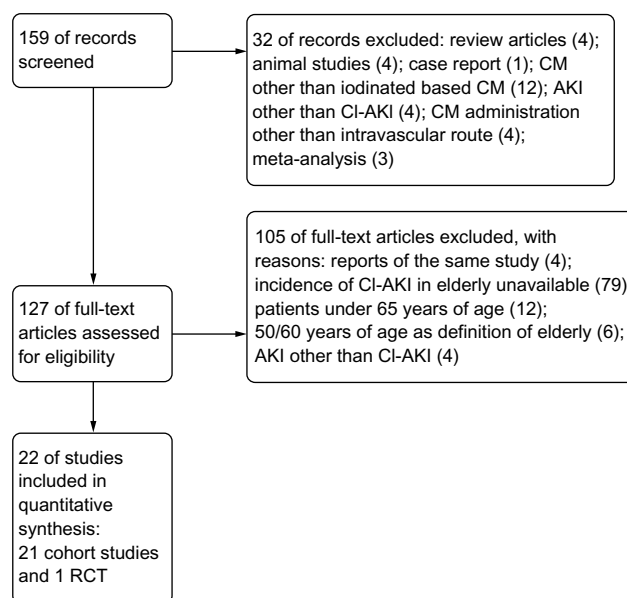 159 of records
screened
32 of records excluded: review articles (4);
animal studies (4); case report (1); CM
other than iodinated based CM (12); AKI
other than CI-AKI (4); CM administration
other than intravascular route (4);
meta-analysis (3)
105 of full-text articles excluded, with
reasons: reports of the same study (4);
incidence of CI-AKI in elderly unavailable (79)
patients under 65 years of age (12);
50/60 years of age as definition of elderly (6);
AKI other than CI-AKI (4)
127 of full-text
articles assessed
for eligibility
22 of studies
included in
quantitative
synthesis:
21 cohort studies
and 1 RCT